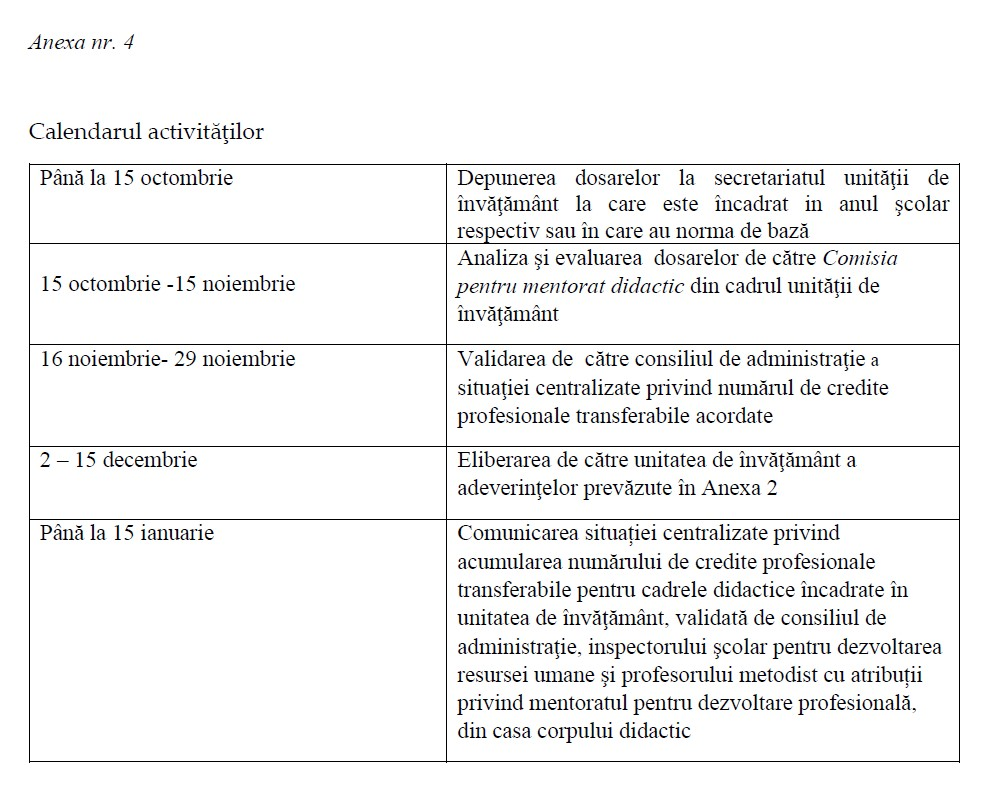 Anexa nr. 4
Calendarul activităţilor
Până la 15 octombrie
Depunerea dosarelor la secretariatul unităţii de
învăţământ la care este încadrat in anul şcolar
respectiv sau în care au norma de bază
15 octombrie -15 noiembrie
Analiza şi evaluarea dosarelor de către Comisia
pentru mentorat didactic din cadrul unităţii de
învăţământ
16 noiembrie- 29 noiembrie
Validarea de către consiliul de administraţie a
situaţiei centralizate privind numărul de credite
profesionale transferabile acordate
2 – 15 decembrie
Eliberarea de către unitatea de învăţământ a
adeverinţelor prevăzute în Anexa 2
Până la 15 ianuarie
Comunicarea situației centralizate privind
acumularea numărului de credite profesionale
transferabile pentru cadrele didactice încadrate în
unitatea de învăţământ, validată de consiliul de
administraţie, inspectorului şcolar pentru dezvoltarea
resursei umane şi profesorului metodist cu atribuții
privind mentoratul pentru dezvoltare profesională,
din casa corpului didactic